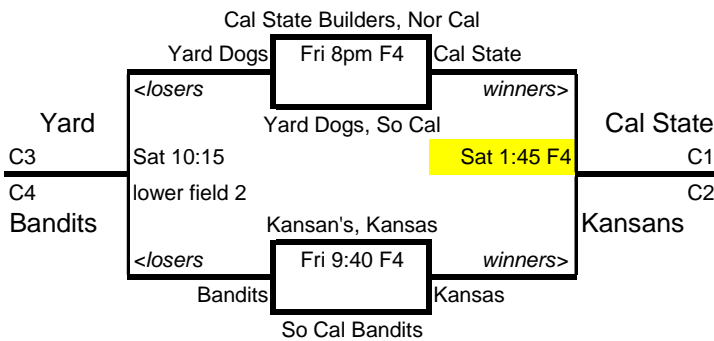 Cal State Builders, Nor Cal
Yard Dogs Fri 8pm F4 Cal State
<losers winners>
Yard Yard Dogs, So Cal Cal State
C3 Sat 10:15 Sat 1:45 F4 C1
C4 lower field 2 C2
Bandits Kansan's, Kansas Kansans
<losers Fri 9:40 F4 winners>
Bandits Kansas
So Cal Bandits